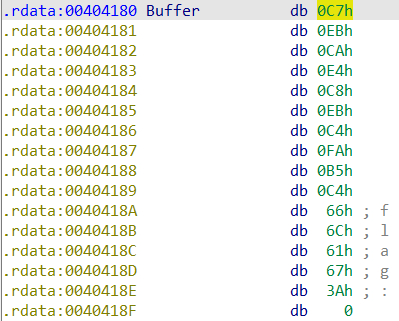 .rdata:00404180 Buffer db 0C7h
.rdata:00404181 db 0EBh
.rdata:00404182 db 0CAh
.rdata:00404183 db 0E4h
.rdata:00404184 db 0C8h
.rdata:00404185 db 0EBh
.rdata:00404186 db 0C4h
.rdata:00404187 db 0FAh
.rdata:00404188 db 0B5h
.rdata:00404189 db 0C4h
.rdata:0040418A db 66h ; f
.rdata:0040418B db 6Ch ; l
.rdata:0040418C db 61h ; a
.rdata:0040418D db 67h ; g
.rdata:0040418E db 3Ah ; :
.rdata:0040418F db 0